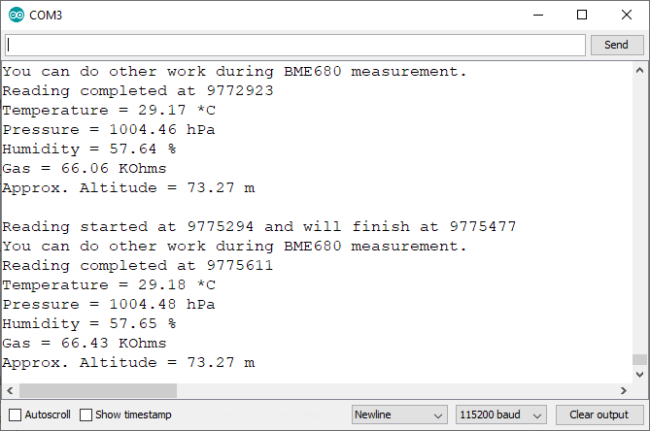 COM3
Send
You can do other work during BME680 measurement.
Reading completed at 9772923
Temperature = 29.17 *C
Pressure = 1004.46 hPa
Humidity = 57.64 %
Gas = 66.06 KOhms
Approx. Altitude = 73.27 m

Reading started at 9775294 and will finish at 9775477
You can do other work during BME680 measurement.
Reading completed at 9775611
Temperature = 29.18 *C
Pressure = 1004.48 hPa
Humidity = 57.65 %
Gas = 66.43 KOhms
Approx. Altitude = 73.27 m
Autoscroll Show timestamp Newline 115200 baud Clear output